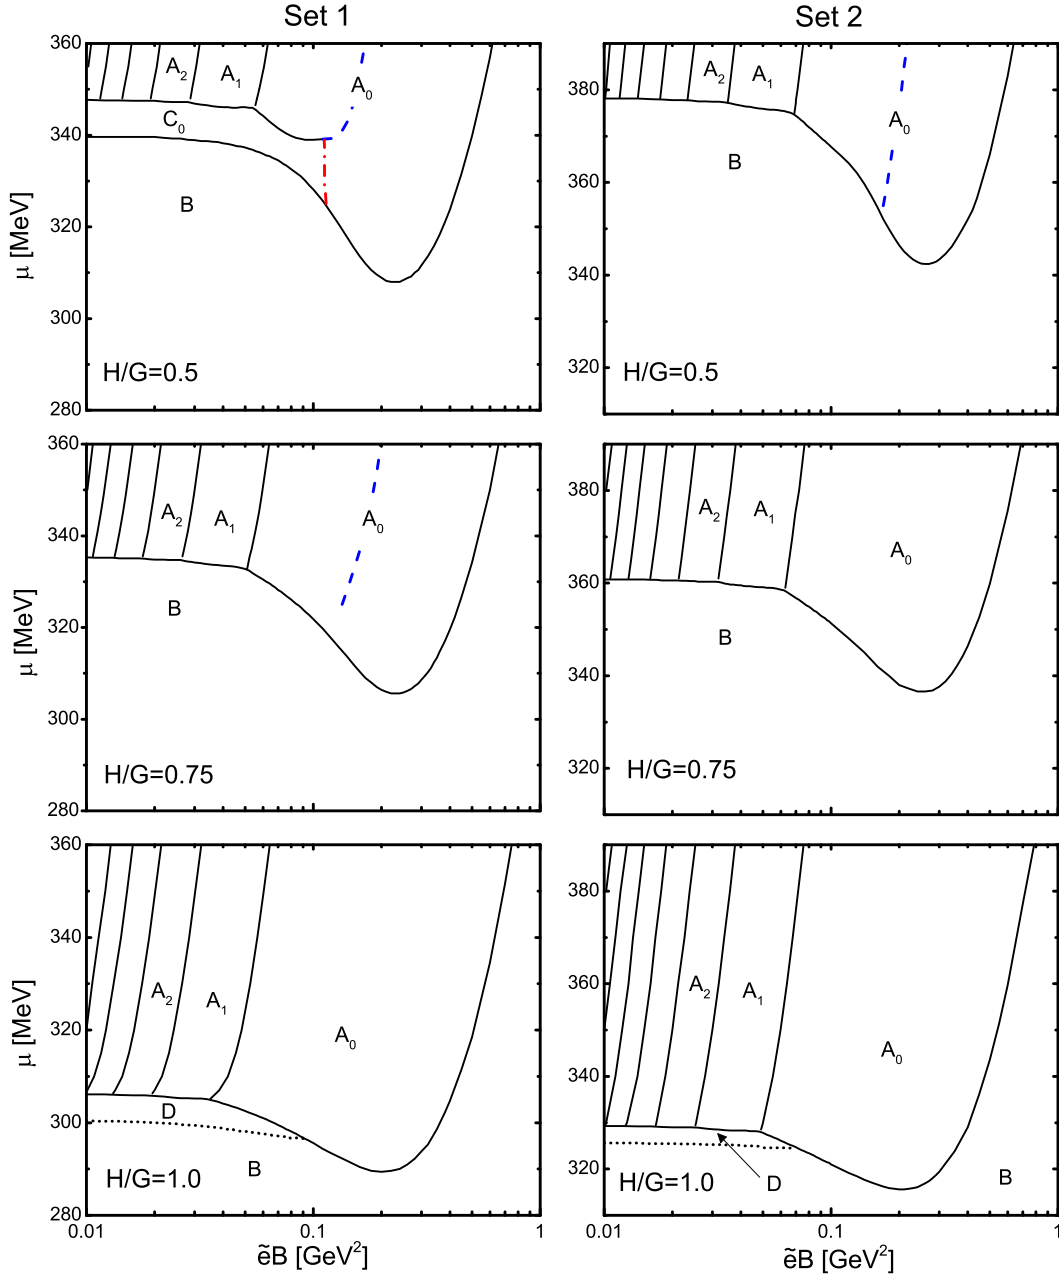 Set 1 Set 2
360
340
320
300
280
μ [MeV]
A₂ A₁ A₀
C₀
B
H/G=0.5
380
360
340
320
A₂ A₁
A₀
B
H/G=0.5
360
340
320
300
280
μ [MeV]
A₂ A₁ A₀
B
H/G=0.75
380
360
340
320
A₂ A₁
A₀
B
H/G=0.75
360
340
320
300
280
μ [MeV]
A₂ A₁
A₀
D
B
H/G=1.0
0.01 0.1 1
ẽB [GeV²]
380
360
340
320
A₂ A₁
A₀
D
B
H/G=1.0
0.01 0.1 1
ẽB [GeV²]